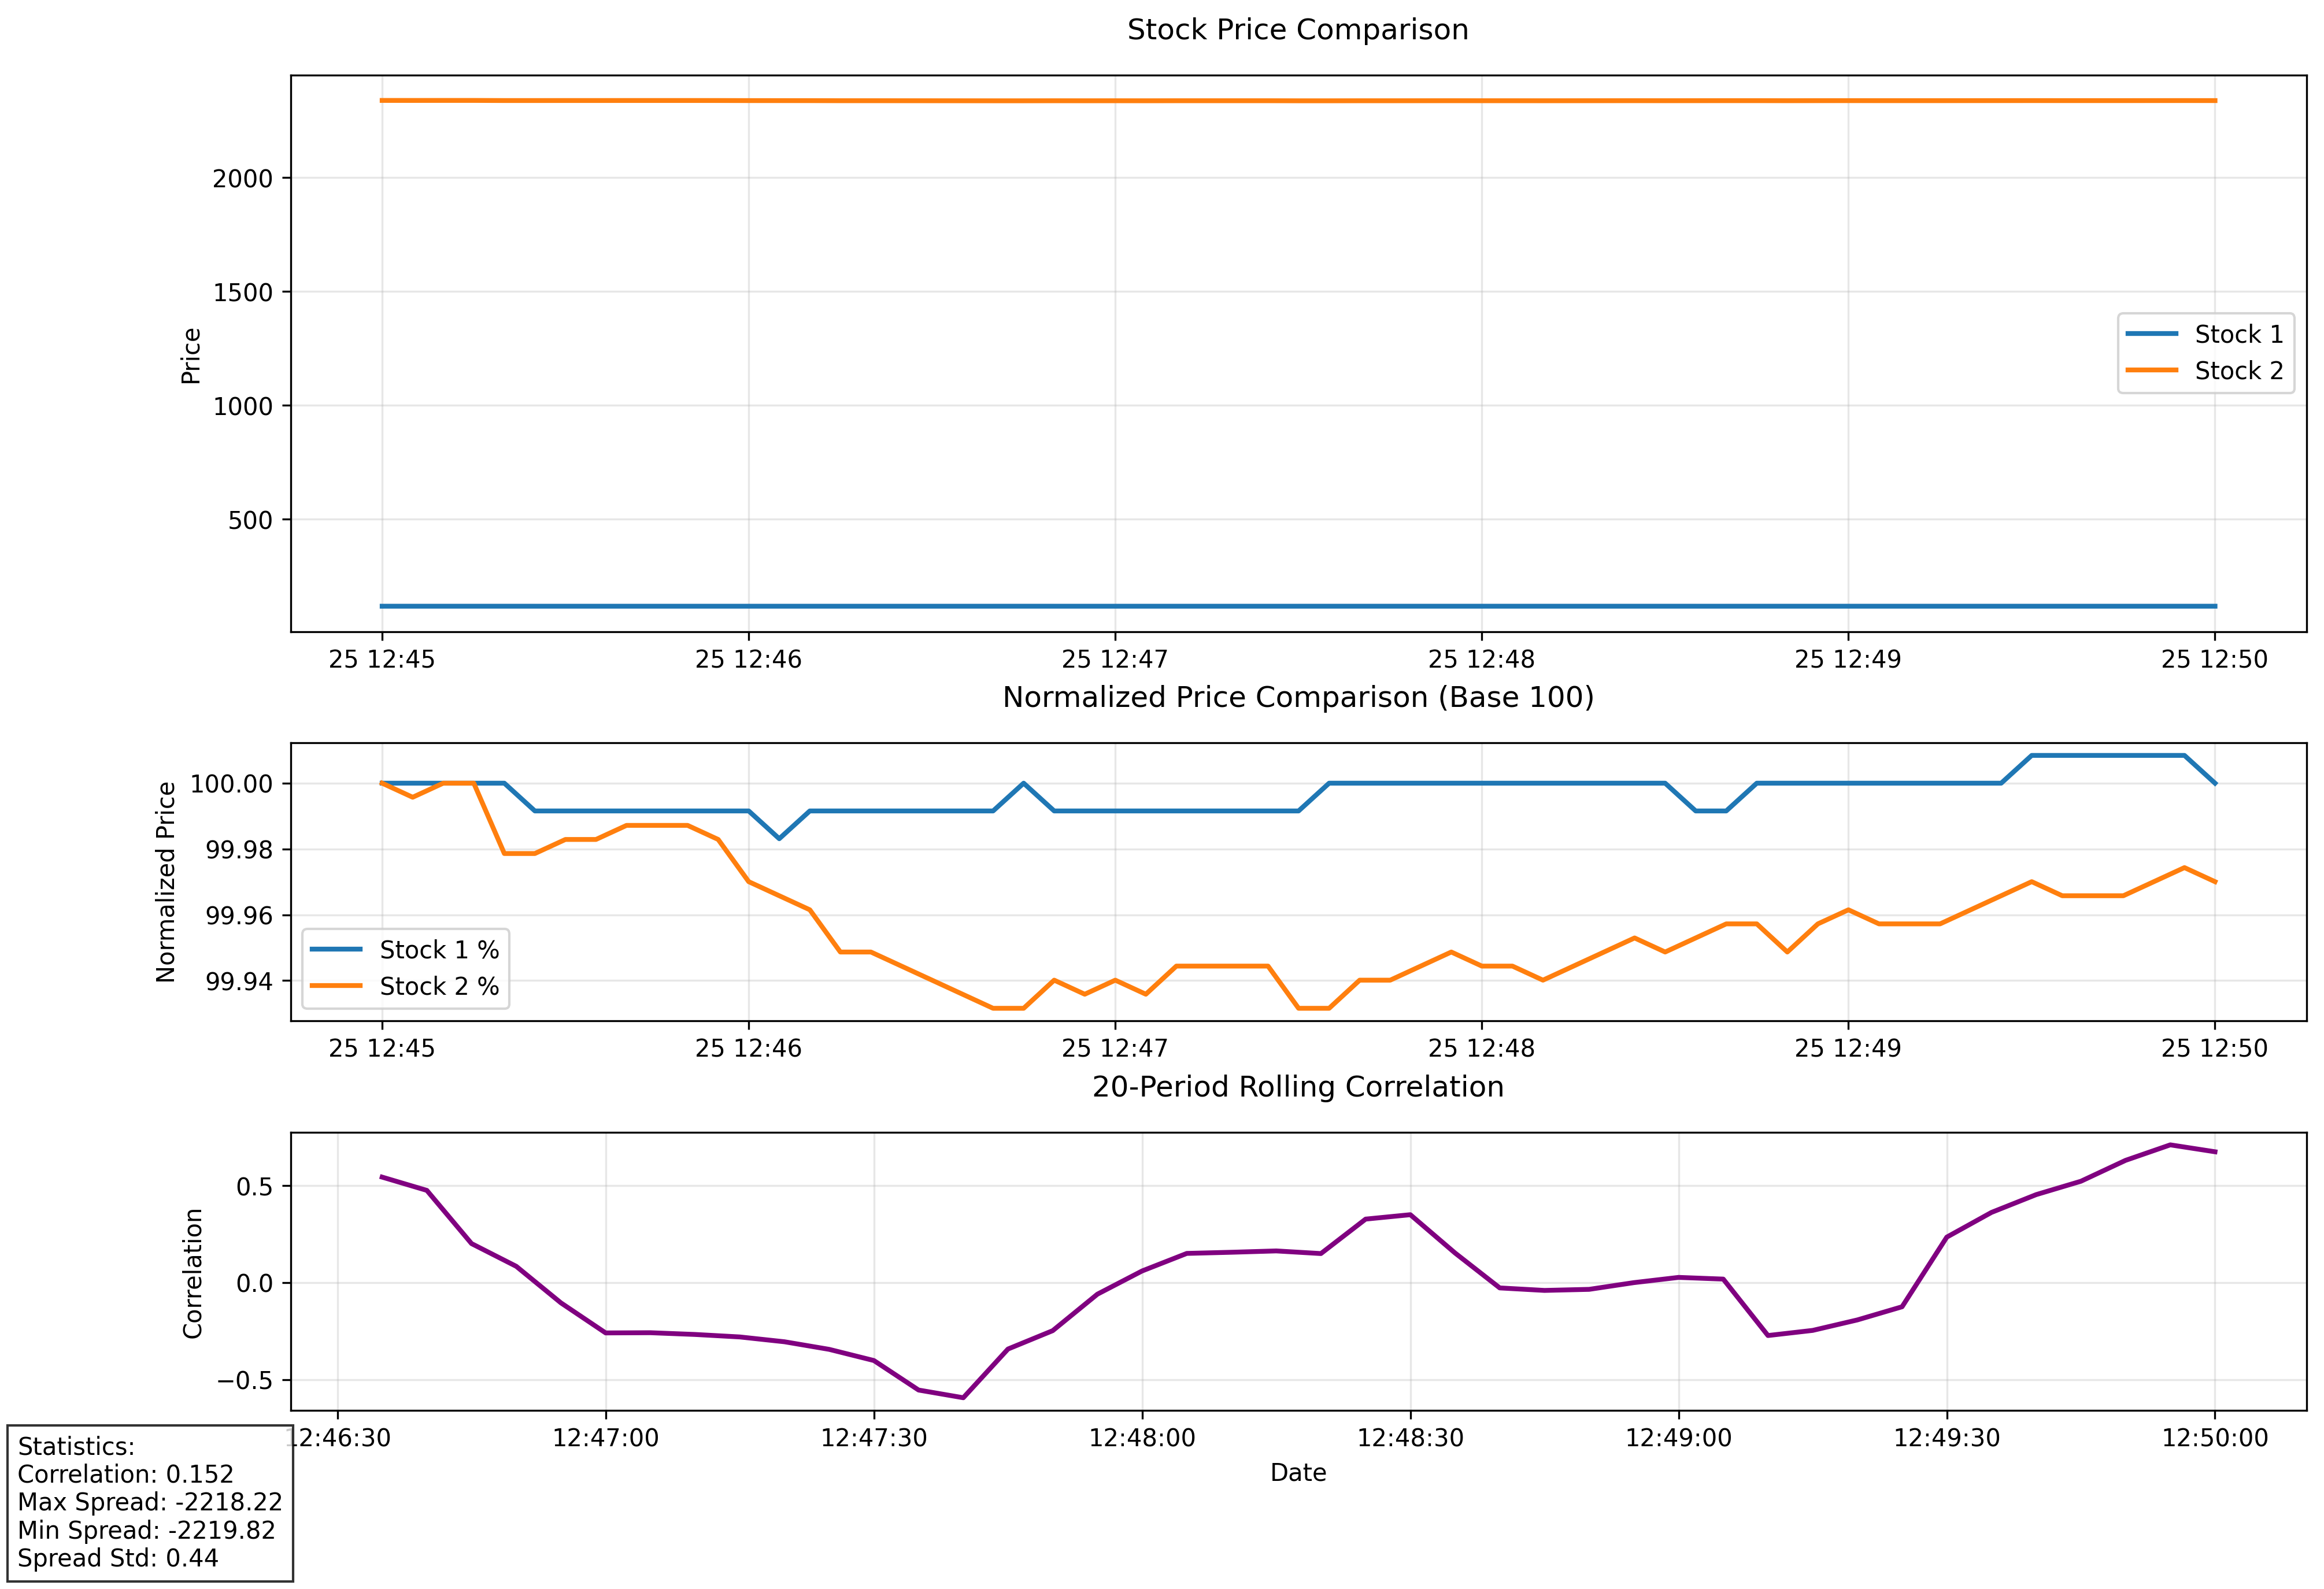 Stock Price Comparison
Price
2000
1500
1000
500
Stock 1
Stock 2
25 12:45 25 12:46 25 12:47 25 12:48 25 12:49 25 12:50
Normalized Price Comparison (Base 100)
Normalized Price
100.00
99.98
99.96
99.94
Stock 1 %
Stock 2 %
25 12:45 25 12:46 25 12:47 25 12:48 25 12:49 25 12:50
20-Period Rolling Correlation
Correlation
0.5
0.0
−0.5
12:46:30 12:47:00 12:47:30 12:48:00 12:48:30 12:49:00 12:49:30 12:50:00
Date
Statistics:
Correlation: 0.152
Max Spread: -2218.22
Min Spread: -2219.82
Spread Std: 0.44